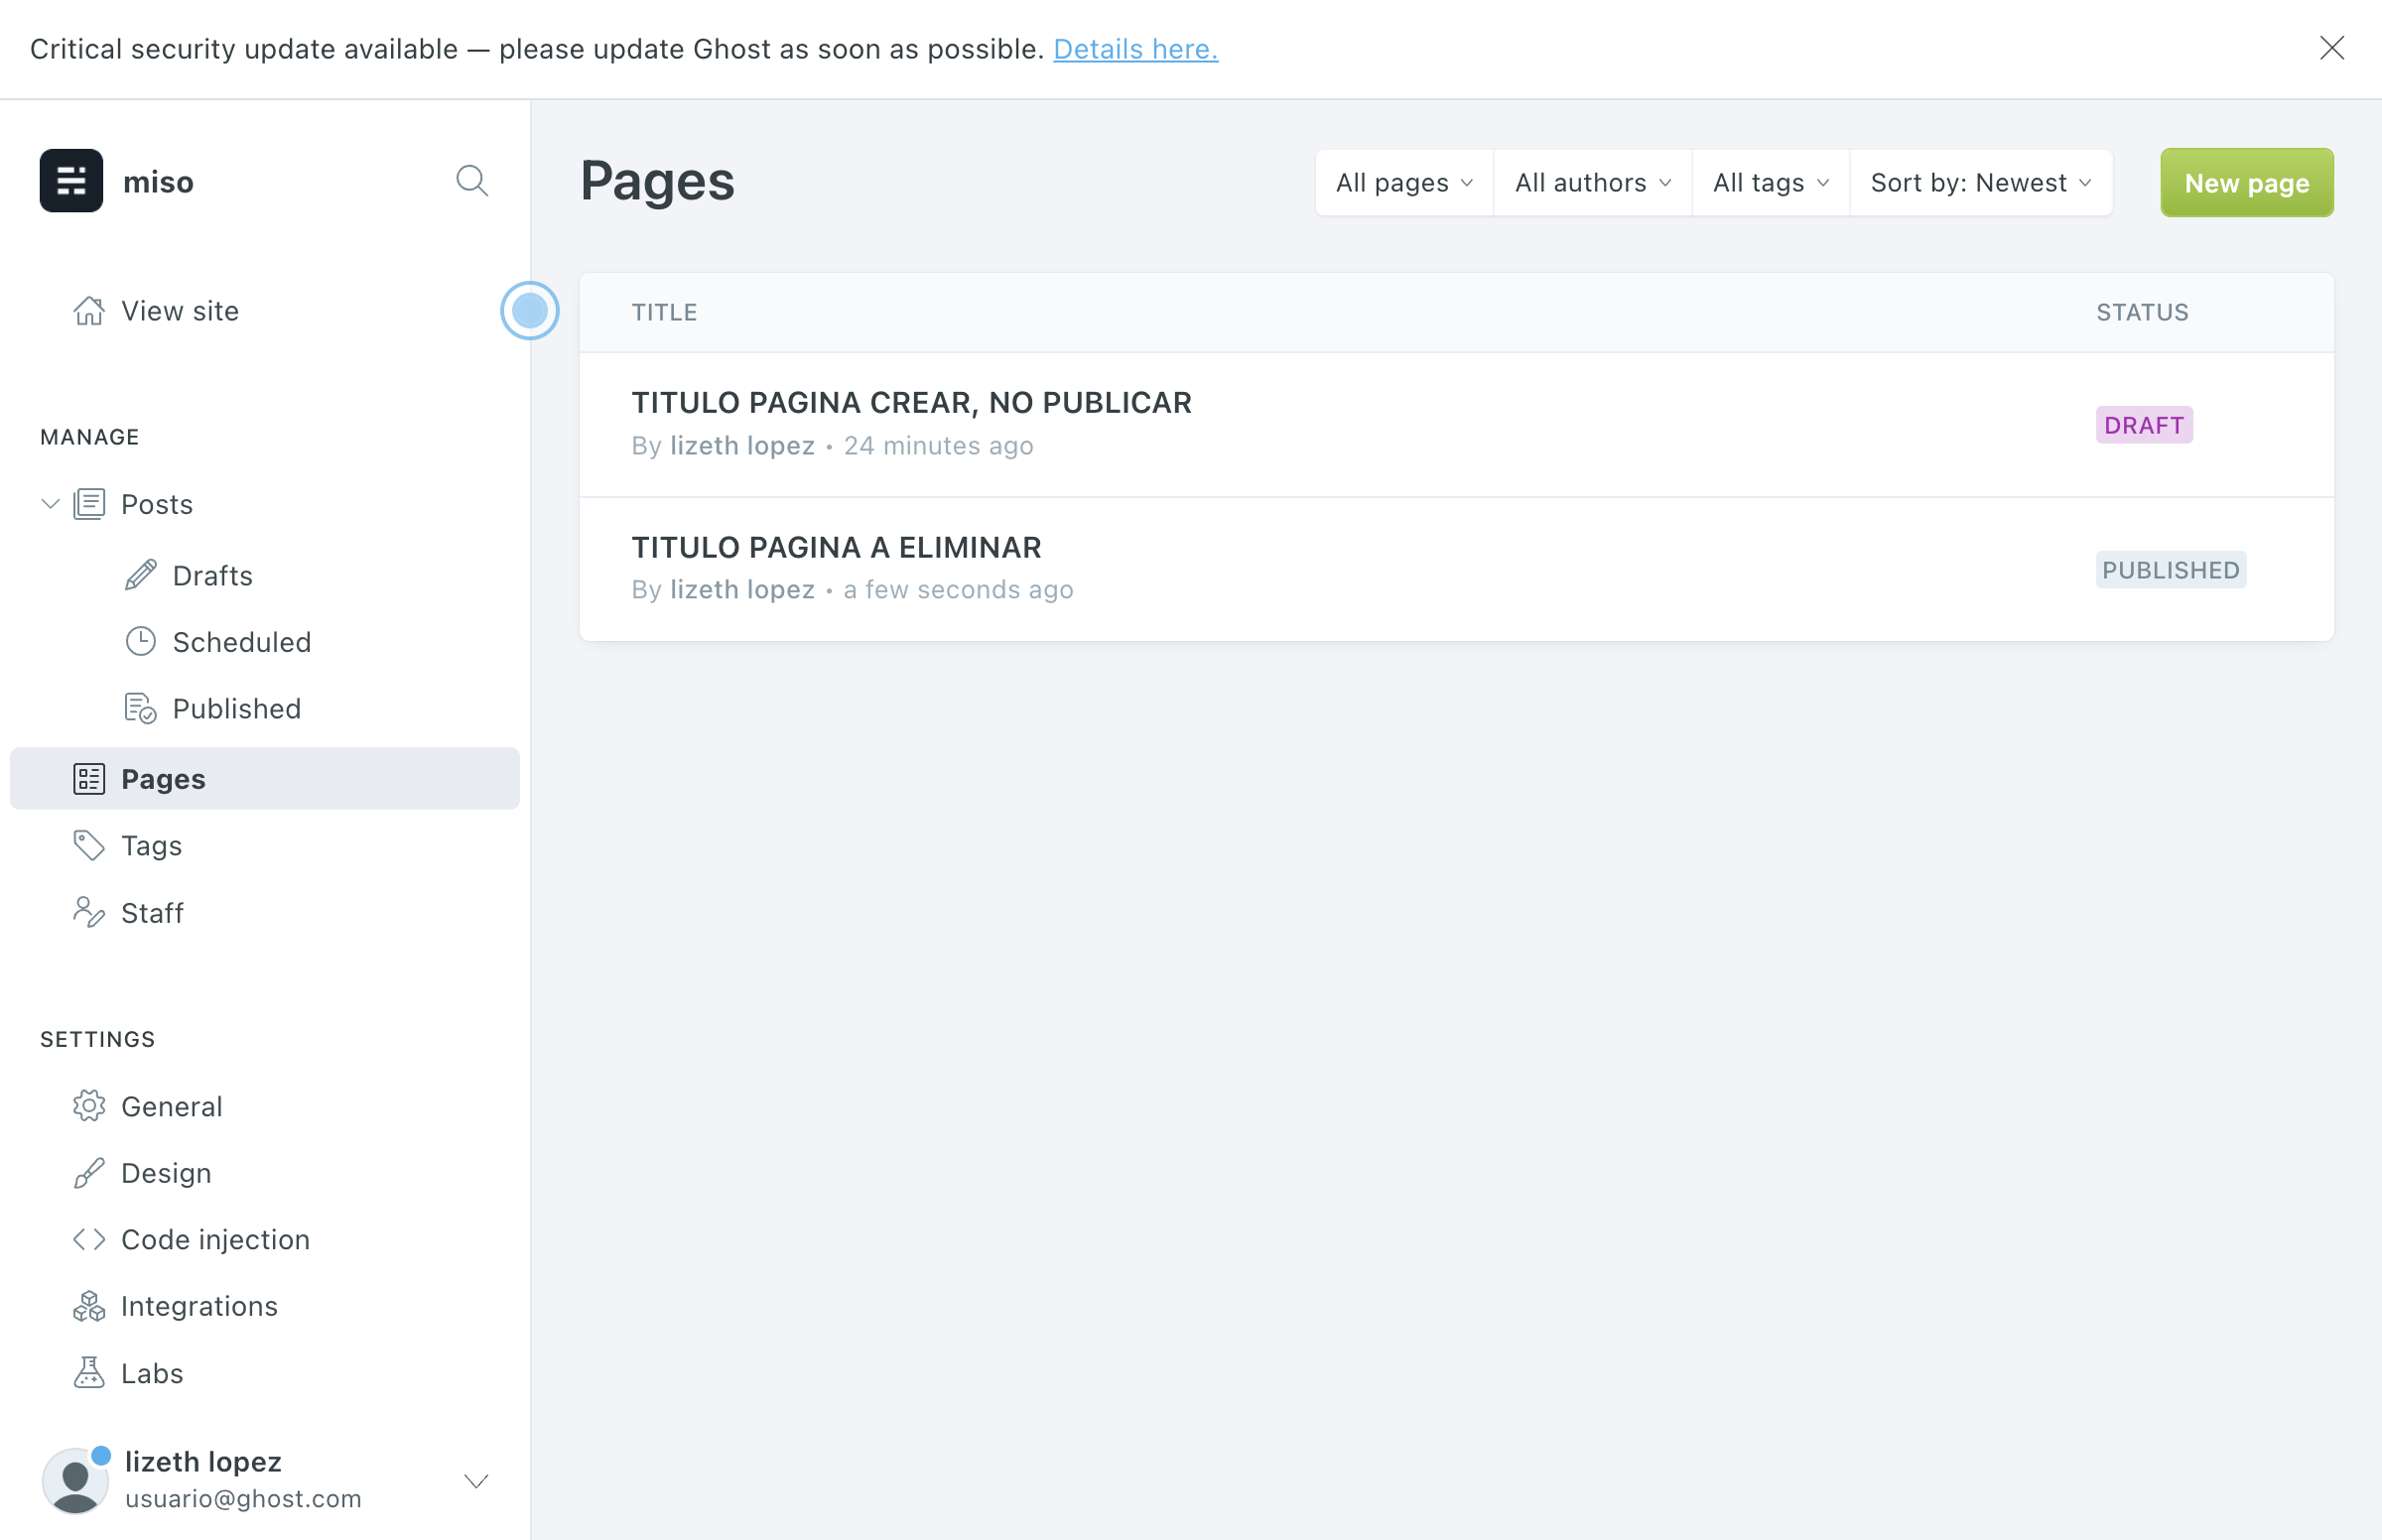 Critical security update available — please update Ghost as soon as possible. Details here.
miso
View site
MANAGE
Posts
Drafts
Scheduled
Published
Pages
Tags
Staff
SETTINGS
General
Design
Code injection
Integrations
Labs
lizeth lopez
usuario@ghost.com
Pages
All pages
All authors
All tags
Sort by: Newest
New page
TITLE
STATUS
TITULO PAGINA CREAR, NO PUBLICAR
By lizeth lopez • 24 minutes ago
DRAFT
TITULO PAGINA A ELIMINAR
By lizeth lopez • a few seconds ago
PUBLISHED